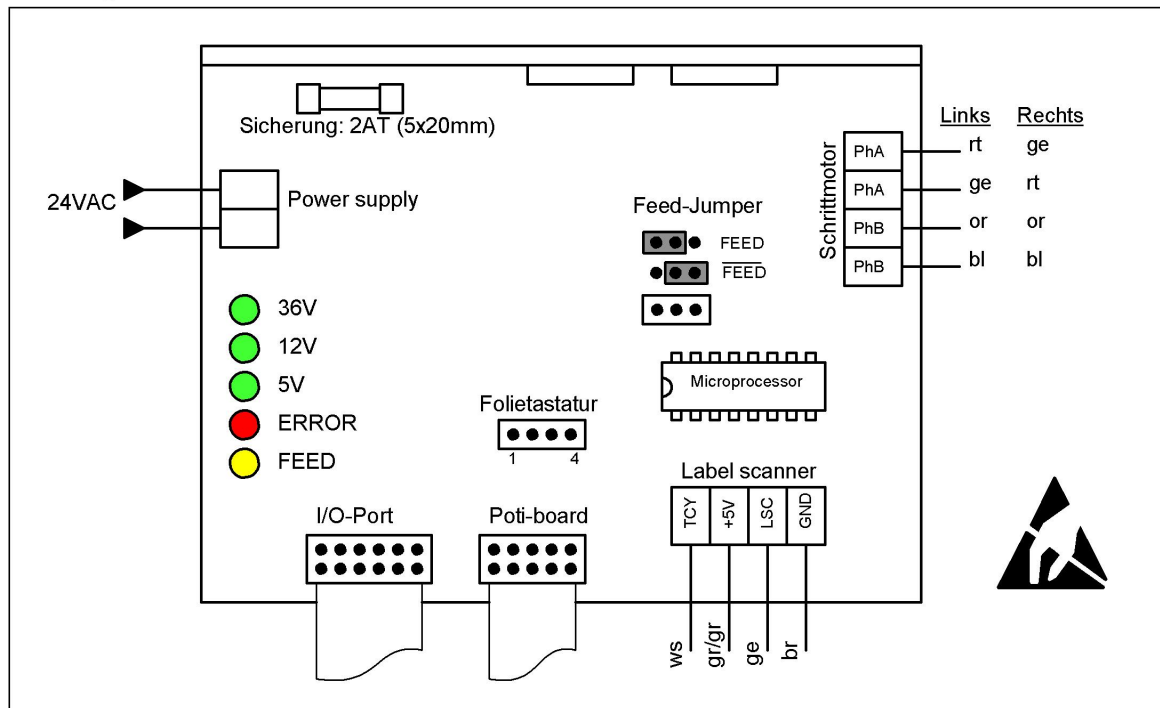 Sicherung: 2AT (5x20mm)
24VAC
Power supply
36V
12V
5V
ERROR
FEED
Folietastatur
1 4
I/O-Port
Poti-board
Feed-Jumper
FEED
FEED
Microprocessor
Label scanner
TCY
+5V
LSC
GND
ws
gr/gr
ge
br
Schrittmotor
Links Rechts
PhA rt ge
PhA ge rt
PhB or or
PhB bl bl